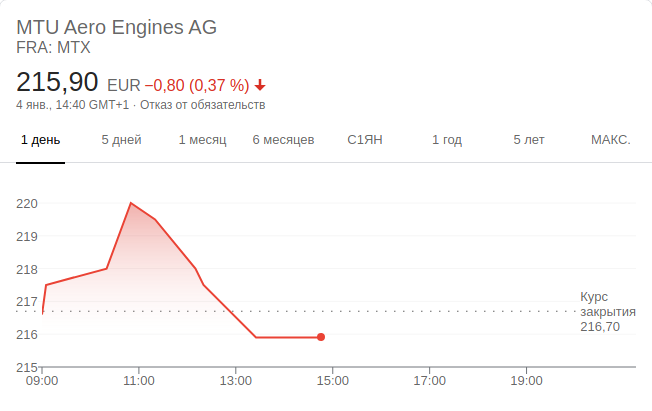 MTU Aero Engines AG
FRA: MTX
215,90 EUR −0,80 (0,37 %)
4 янв., 14:40 GMT+1 · Отказ от обязательств
1 день 5 дней 1 месяц 6 месяцев С1ЯН 1 год 5 лет МАКС.
220
219
218
217
216
215
Курс
закрытия
216,70
09:00 11:00 13:00 15:00 17:00 19:00